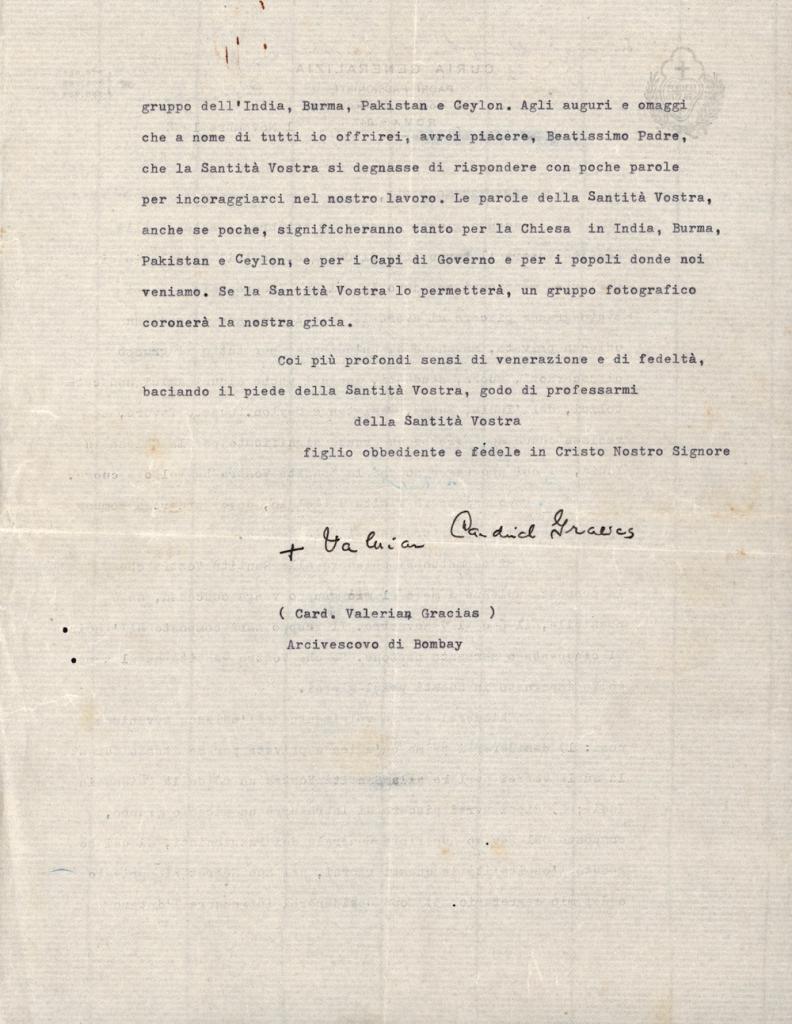 gruppo dell'India, Burma, Pakistan e Ceylon. Agli auguri e omaggi
che a nome di tutti io offrirei, avrei piacere, Beatissimo Padre,
che la Santità Vostra si degnasse di rispondere con poche parole
per incoraggiarci nel nostro lavoro. Le parole della Santità Vostra,
anche se poche, significheranno tanto per la Chiesa in India, Burma,
Pakistan e Ceylon, e per i Capi di Governo e per i popoli donde noi
veniamo. Se la Santità Vostra lo permetterà, un gruppo fotografico
coronerà la nostra gioia.
Coi più profondi sensi di venerazione e di fedeltà,
baciando il piede della Santità Vostra, godo di professarmi
della Santità Vostra
figlio obbediente e fedele in Cristo Nostro Signore
+ Valerian Cardinal Gracias
( Card. Valerian Gracias )
Arcivescovo di Bombay